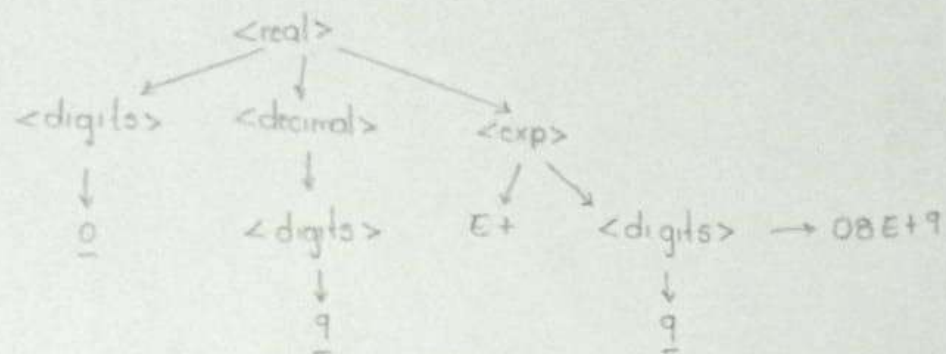 <real>
<digits> <decimal> <exp>
0 <digits> E+ <digits> → 08E+9
9 9